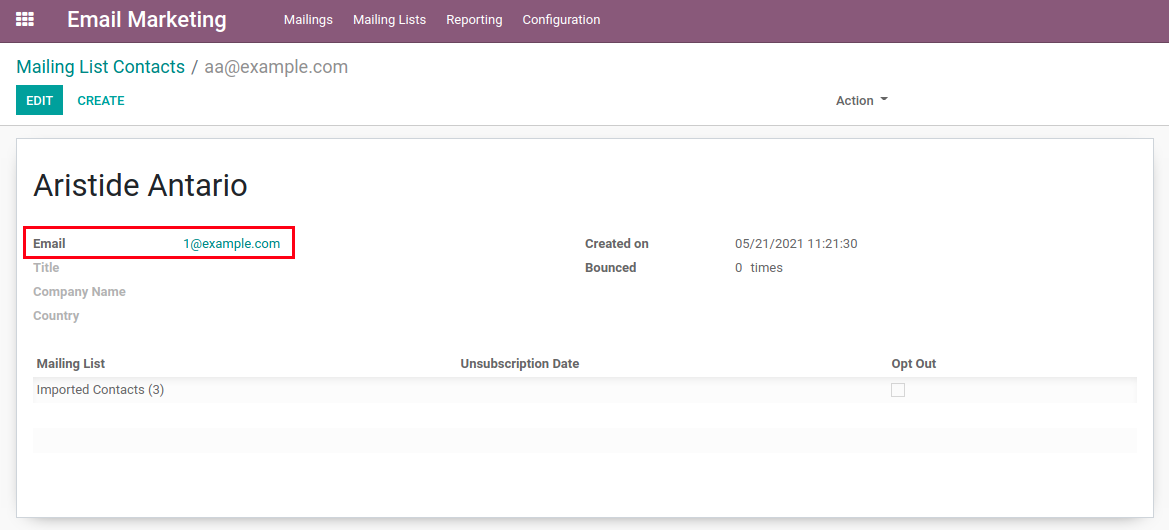 Email Marketing Mailings Mailing Lists Reporting Configuration
Mailing List Contacts / aa@example.com
EDIT CREATE Action
Aristide Antario
Email 1@example.com Created on 05/21/2021 11:21:30
Title Bounced 0 times
Company Name
Country
Mailing List Unsubscription Date Opt Out
Imported Contacts (3)